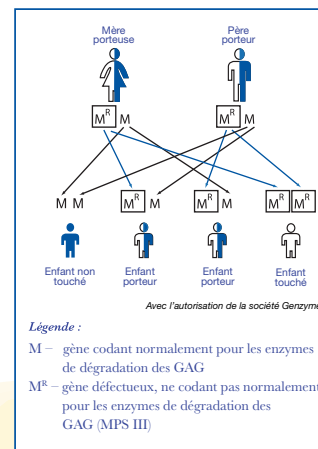 Mère porteuse
Père porteur
M^R M
M^R M
M M
M^R M
M^R M
M^R M^R
Enfant non touché
Enfant porteur
Enfant porteur
Enfant touché
Avec l'autorisation de la société Genzyme
Légende :
M – gène codant normalement pour les enzymes
de dégradation des GAG
M^R – gène défectueux, ne codant pas normalement
pour les enzymes de dégradation des
GAG (MPS III)